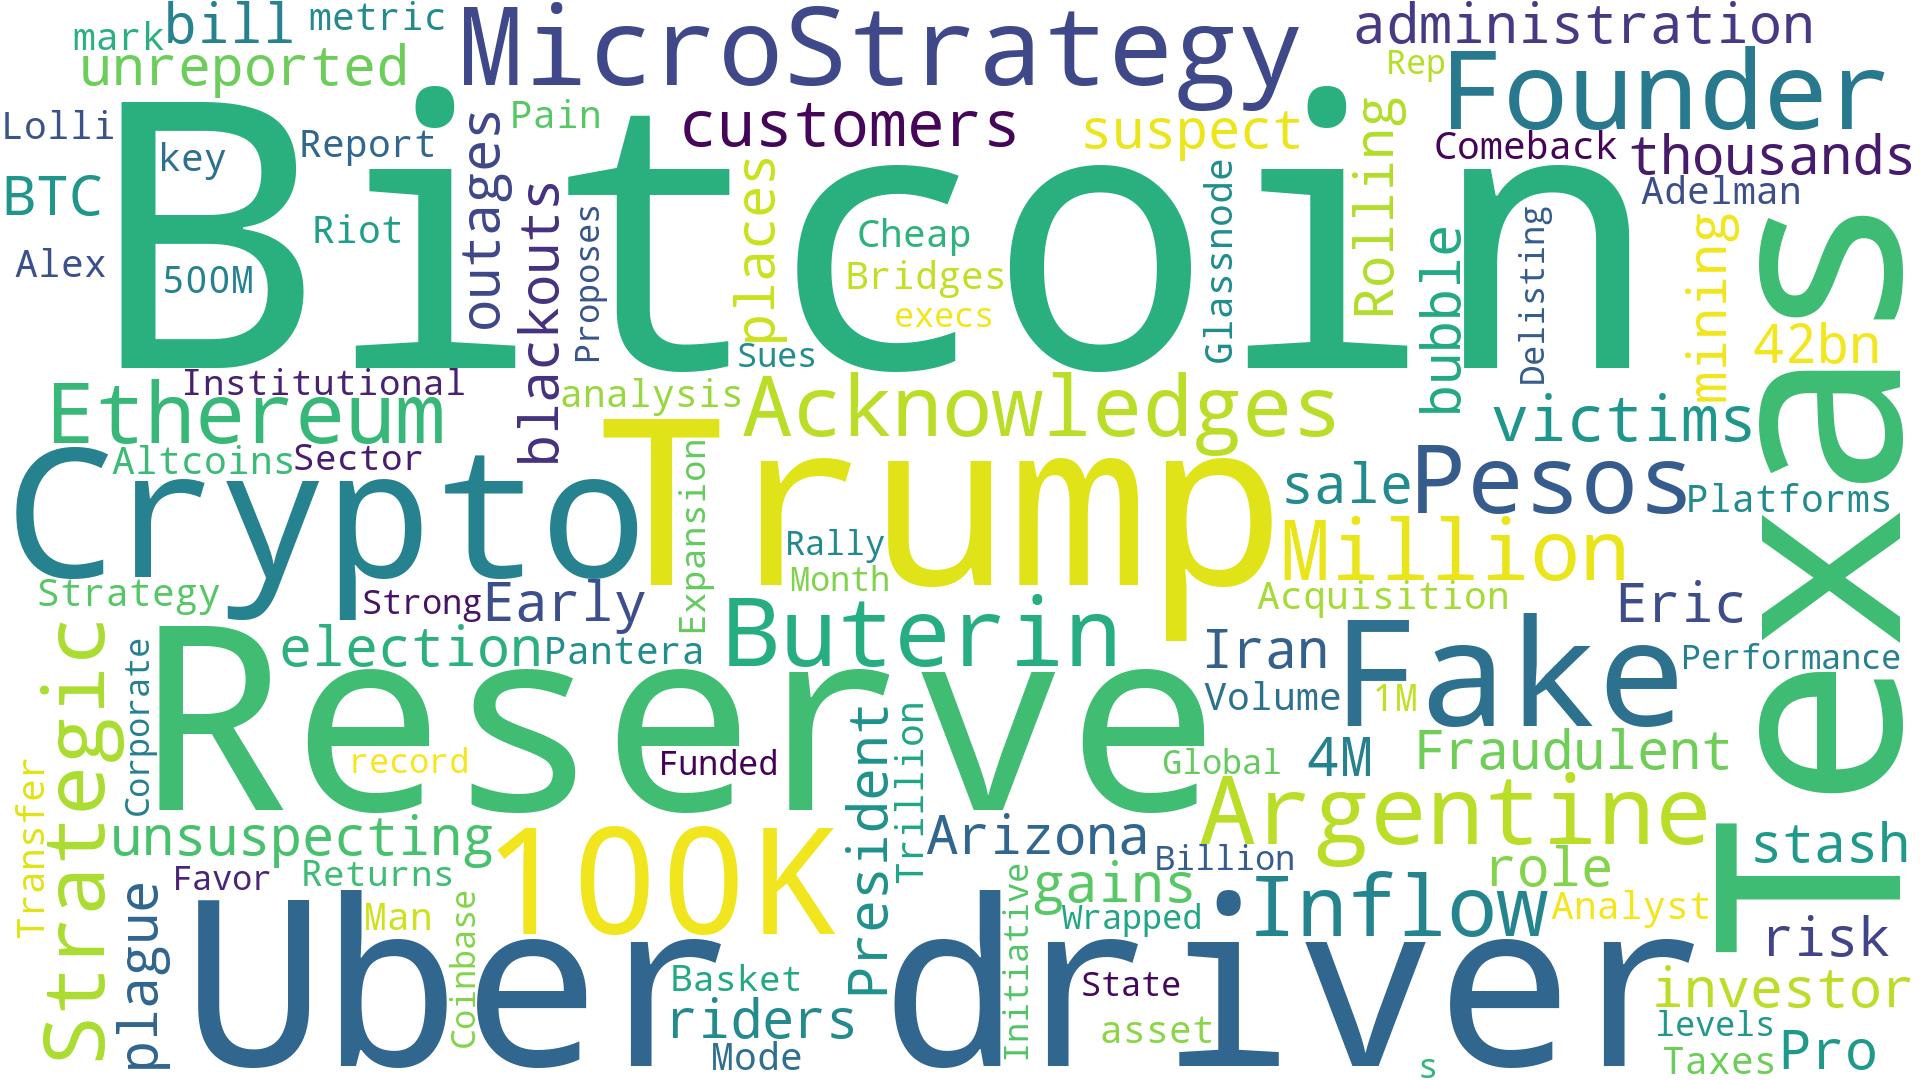 mark
bill
metric
MicroStrategy
administration
unreported
Rep
Founder
Lolli
key
Report
outages
Pain
customers
suspect
Rolling
Comeback
thousands
BTC
Bitcoin
Adelman
Alex
Riot
500M
blackouts
Proposes
places
Cheap
Bridges
execs
Glassnode
bubble
Delisting
mining
42bn
Sues
Institutional
Ethereum
analysis
Acknowledges
victims
Texas
Altcoins
Sector
Crypto
Trump
Expansion
sale
Pesos
Platforms
Rally
Month
Million
Strategy
Strong
Early
Acquisition
Eric
Strategic
election
Pantera
Buterin
Iran
Fake
Performance
Corporate
Reserve
Volume
1M
record
Funded
President
Trillion
Global
4M
Fraudulent
Transfer
unsuspecting
100K
Arizona
Argentine
Billion
stash
Favor
Returns
gains
role
plague
Man
Coinbase
Initiative
Wrapped
Inflow
Analyst
Uber driver
risk
Basket
State
investor
riders
asset
levels
Mode
s
Taxes
Pro